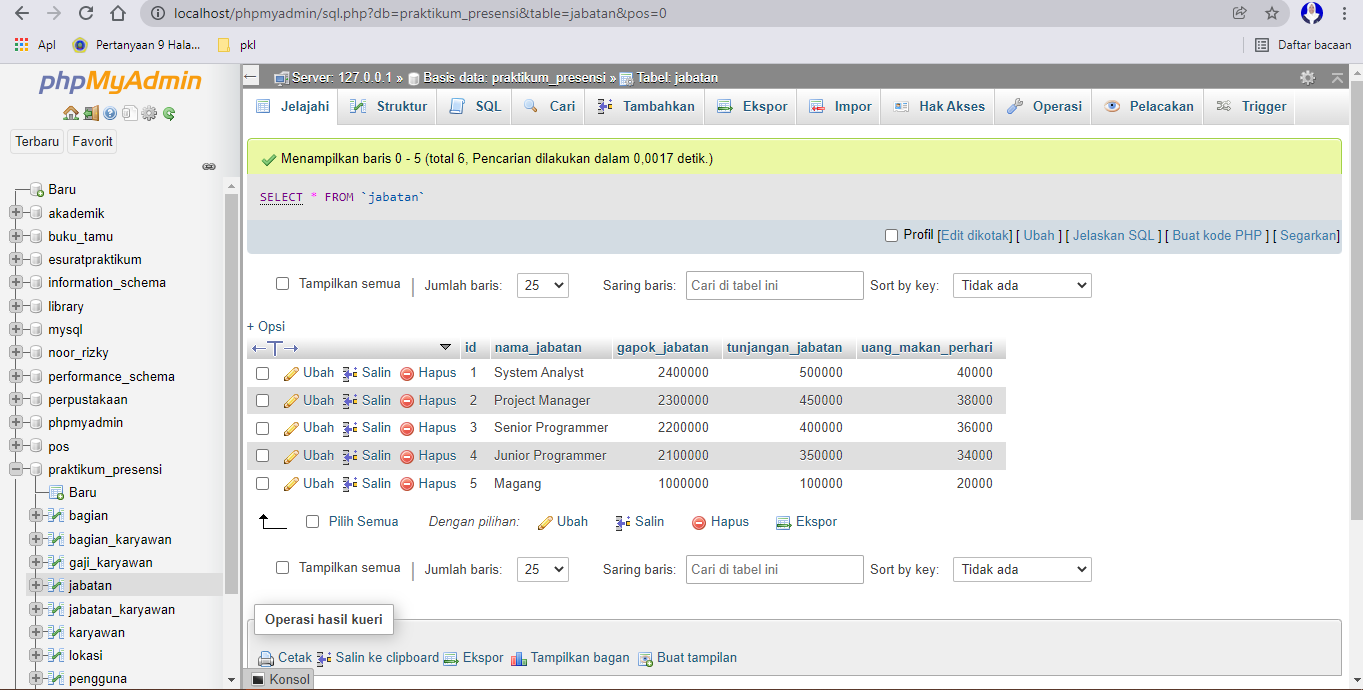 localhost/phpmyadmin/sql.php?db=praktikum_presensi&table=jabatan&pos=0
Apl Pertanyaan 9 Hala... pkl Daftar bacaan
phpMyAdmin
Terbaru Favorit
Baru
akademik
buku_tamu
esuratpraktikum
information_schema
library
mysql
noor_rizky
performance_schema
perpustakaan
phpmyadmin
pos
praktikum_presensi
Baru
bagian
bagian_karyawan
gaji_karyawan
jabatan
jabatan_karyawan
karyawan
lokasi
pengguna
Server: 127.0.0.1 » Basis data: praktikum_presensi » Tabel: jabatan
Jelajahi Struktur SQL Cari Tambahkan Ekspor Impor Hak Akses Operasi Pelacakan Trigger
Menampilkan baris 0 - 5 (total 6, Pencarian dilakukan dalam 0,0017 detik.)
SELECT * FROM `jabatan`
Profil [Edit dikotak] [ Ubah ] [ Jelaskan SQL ] [ Buat kode PHP ] [ Segarkan]
Tampilkan semua | Jumlah baris: 25 Saring baris: Cari di tabel ini Sort by key: Tidak ada
+ Opsi
←T→ id nama_jabatan gapok_jabatan tunjangan_jabatan uang_makan_perhari
Ubah Salin Hapus 1 System Analyst 2400000 500000 40000
Ubah Salin Hapus 2 Project Manager 2300000 450000 38000
Ubah Salin Hapus 3 Senior Programmer 2200000 400000 36000
Ubah Salin Hapus 4 Junior Programmer 2100000 350000 34000
Ubah Salin Hapus 5 Magang 1000000 100000 20000
Pilih Semua Dengan pilihan: Ubah Salin Hapus Ekspor
Tampilkan semua | Jumlah baris: 25 Saring baris: Cari di tabel ini Sort by key: Tidak ada
Operasi hasil kueri
Cetak Salin ke clipboard Ekspor Tampilkan bagan Buat tampilan
Konsol